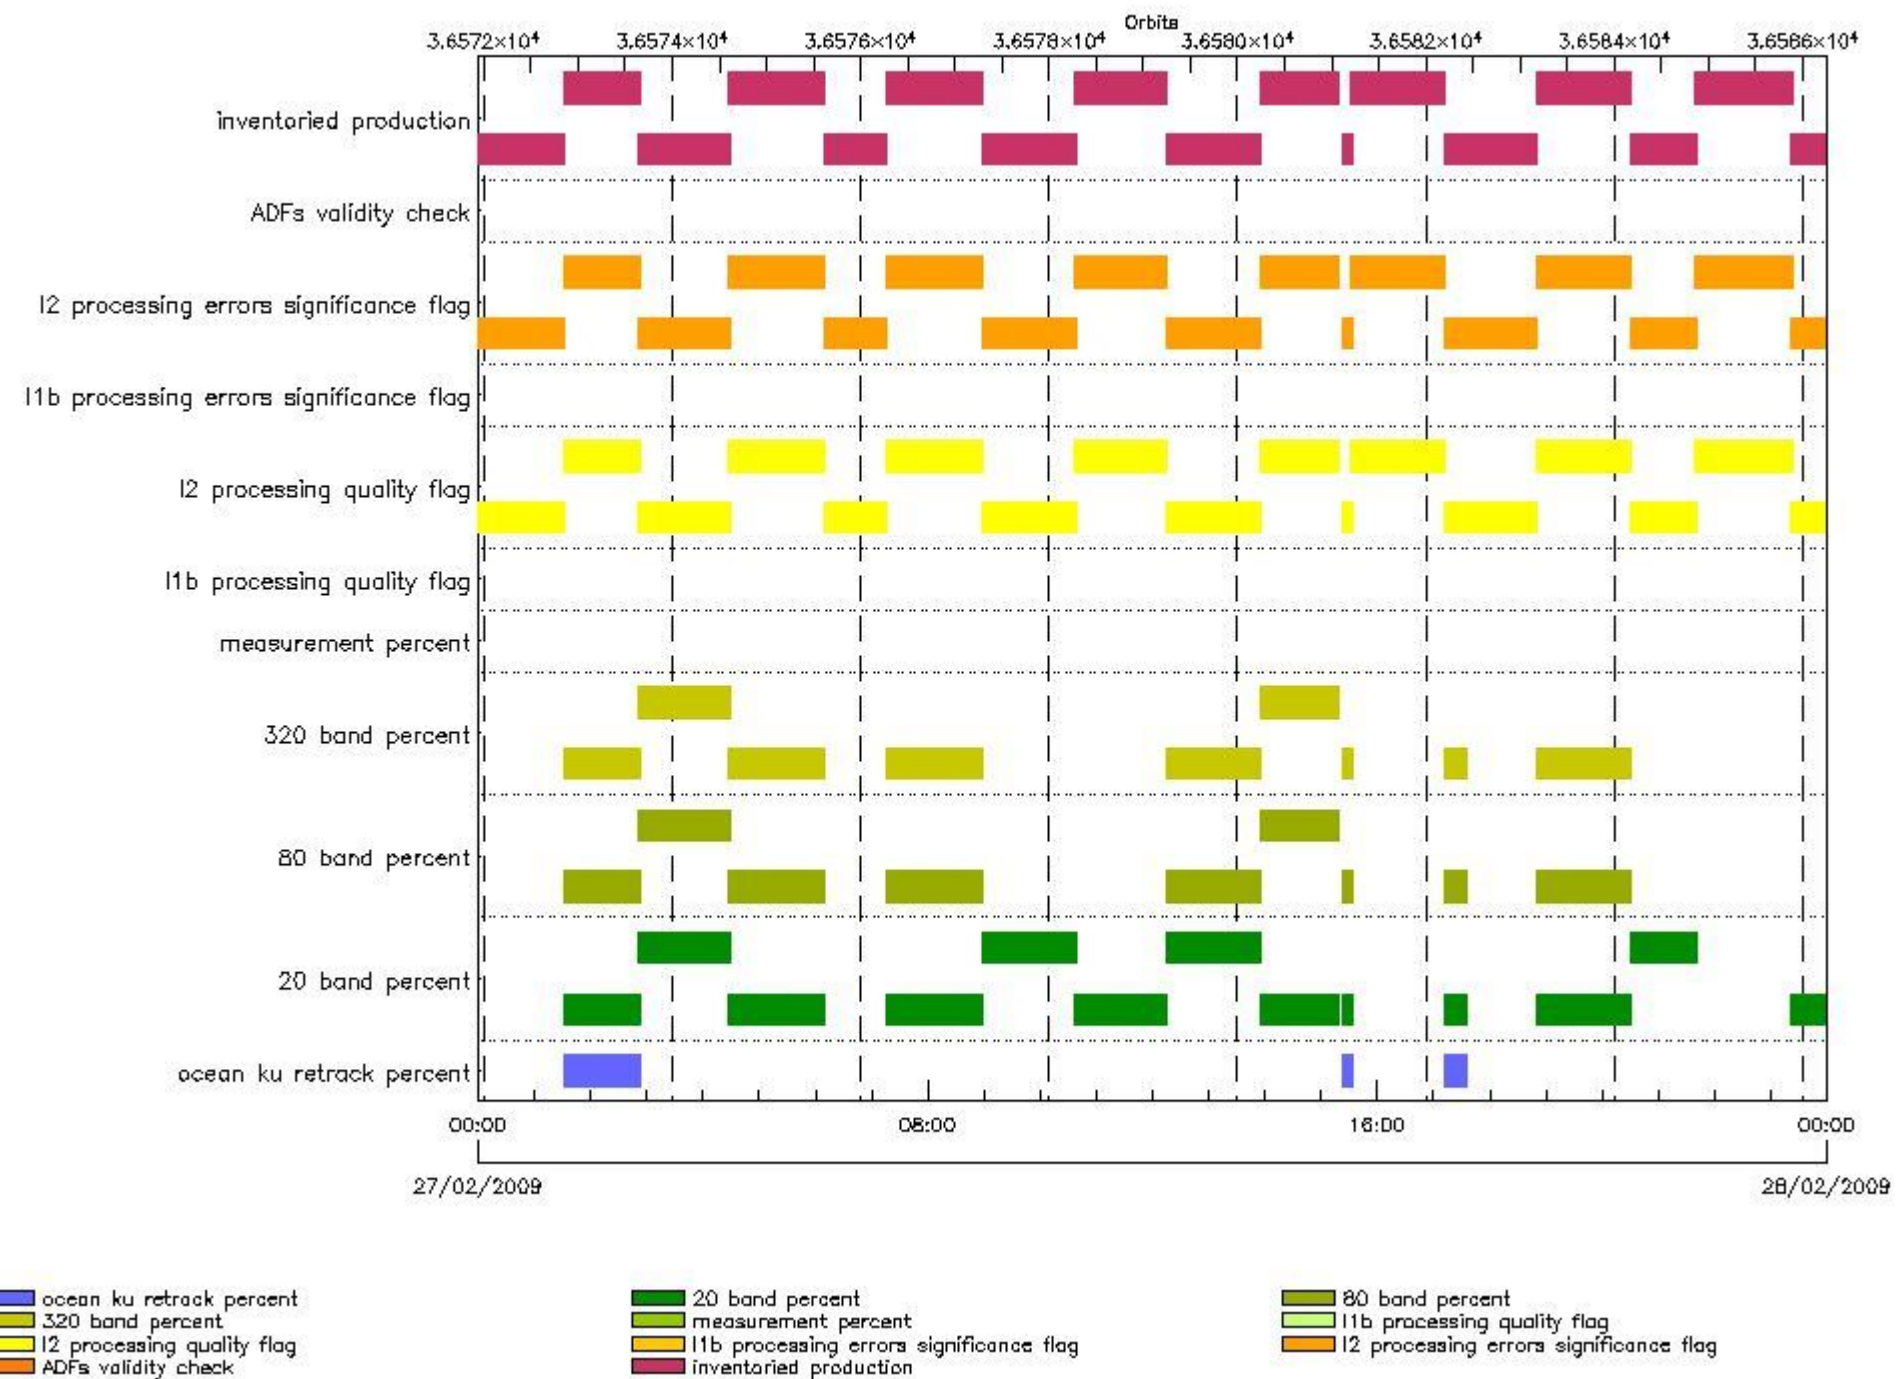 Orbits
3.6572×10⁴ 3.6574×10⁴ 3.6576×10⁴ 3.6578×10⁴ 3.6580×10⁴ 3.6582×10⁴ 3.6584×10⁴ 3.6586×10⁴
inventoried production
ADFs validity check
l2 processing errors significance flag
l1b processing errors significance flag
l2 processing quality flag
l1b processing quality flag
measurement percent
320 band percent
80 band percent
20 band percent
ocean ku retrack percent
00:00 08:00 16:00 00:00
27/02/2009 28/02/2009
ocean ku retrack percent 20 band percent 80 band percent
320 band percent measurement percent l1b processing quality flag
l2 processing quality flag l1b processing errors significance flag l2 processing errors significance flag
ADFs validity check inventoried production